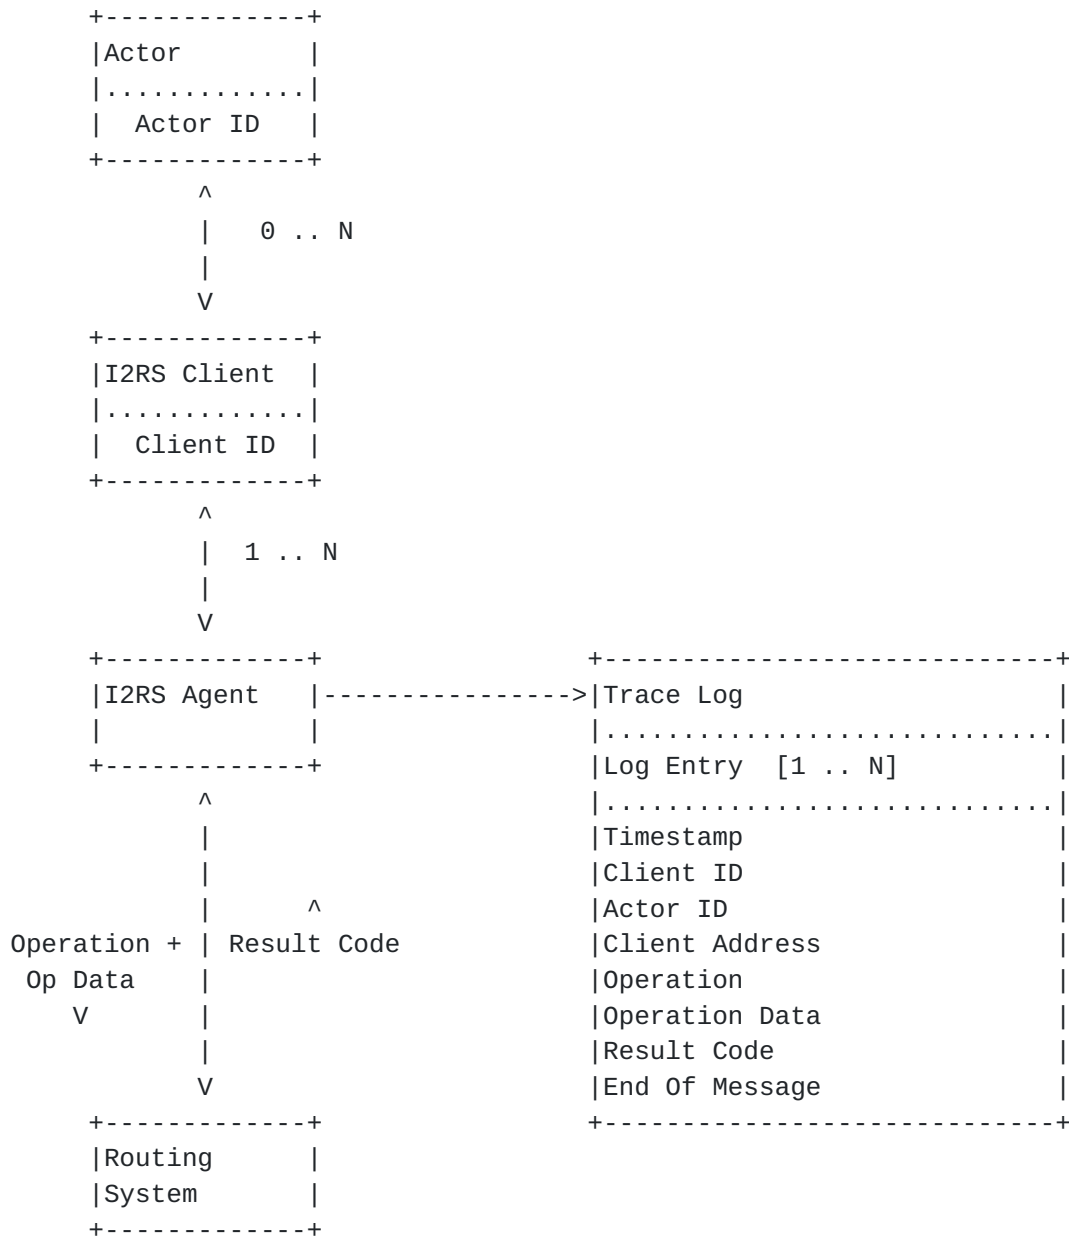 +-------------+
|Actor        |
|.............|
|  Actor ID   |
+-------------+
       ^
       |   0 .. N
       |
       V
+-------------+
|I2RS Client  |
|.............|
|  Client ID  |
+-------------+
       ^
       |  1 .. N
       |
       V
+-------------+                 +-----------------------------+
|I2RS Agent   |---------------->|Trace Log                    |
|             |                 |.............................|
+-------------+                 |Log Entry  [1 .. N]          |
       ^                        |.............................|
       |                        |Timestamp                    |
       |                        |Client ID                    |
       |      ^                 |Actor ID                     |
Operation + | Result Code       |Client Address               |
Op Data    |                    |Operation                    |
V       |                       |Operation Data               |
       |                        |Result Code                  |
       V                        |End Of Message               |
+-------------+                 +-----------------------------+
|Routing      |
|System       |
+-------------+